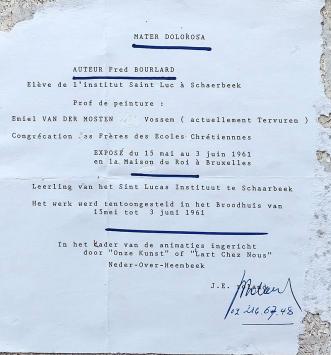 MATER DOLOROSA
AUTEUR Fred BOURLARD
Elève de l'institut Saint Luc à Schaerbeek
Prof de peinture :
Emiel VAN DER MOSTEN Vossem ( actuellement Tervuren )
Congrécation des Frères des Ecoles Chrétiennnes
EXPOSÉ du 15 mai au 3 juin 1961
en la Maison du Roi à Bruxelles
Leerling van het Sint Lucas Instituut te Schaarbeek
Het werk werd tentoongesteld in het Broodhuis van
15mei tot 3 juni 1961
In het kader van de animaties ingericht
door "Onze Kunst" of "Lart Chez Nous"
Neder-Over-Heembeek
J.E.
02.216.67.48